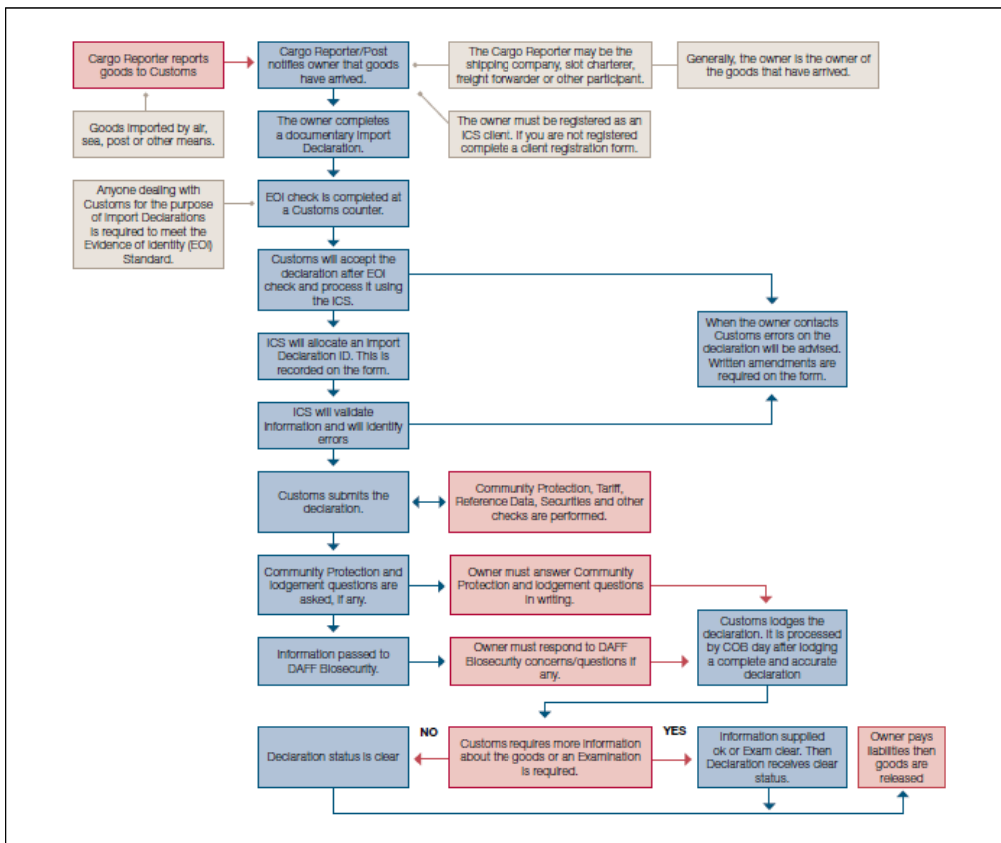 Cargo Reporter reports
goods to Customs
Cargo Reporter/Post
notifies owner that goods
have arrived.
The Cargo Reporter may be the
shipping company, slot charterer,
freight forwarder or other participant.
Generally, the owner is the owner of
the goods that have arrived.
Goods imported by air,
sea, post or other means.
The owner completes
a documentary Import
Declaration.
The owner must be registered as an
ICS client. If you are not registered
complete a client registration form.
Anyone dealing with
Customs for the purpose
of Import Declarations
is required to meet the
Evidence of Identity (EOI)
Standard.
EOI check is completed at
a Customs counter.
Customs will accept the
declaration after EOI
check and process it using
the ICS.
ICS will allocate an Import
Declaration ID. This is
recorded on the form.
When the owner contacts
Customs errors on the
declaration will be advised.
Written amendments are
required on the form.
ICS will validate
information and will identify
errors
Customs submits the
declaration.
Community Protection, Tariff,
Reference Data, Securities and other
checks are performed.
Community Protection and
lodgement questions are
asked, if any.
Owner must answer Community
Protection and lodgement questions
in writing.
Information passed to
DAFF Biosecurity.
Owner must respond to DAFF
Biosecurity concerns/questions if
any.
Customs lodges the
declaration. It is processed
by COB day after lodging
a complete and accurate
declaration
Declaration status is clear
NO
Customs requires more information
about the goods or an Examination
is required.
YES
Information supplied
ok or Exam clear. Then
Declaration receives clear
status.
Owner pays
liabilities then
goods are
released